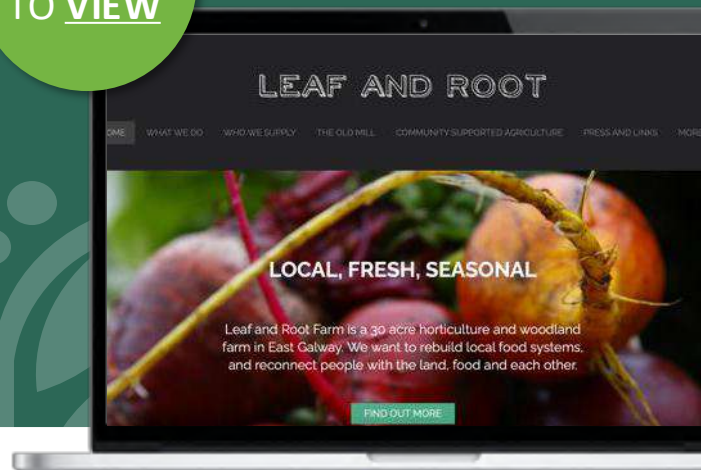 TO VIEW
LEAF AND ROOT
OME WHAT WE DO WHO WE SUPPLY THE OLD MILL COMMUNITY SUPPORTED AGRICULTURE PRESS AND LINKS MORE
LOCAL, FRESH, SEASONAL
Leaf and Root Farm is a 30 acre horticulture and woodland
farm in East Galway. We want to rebuild local food systems,
and reconnect people with the land, food and each other.
FIND OUT MORE